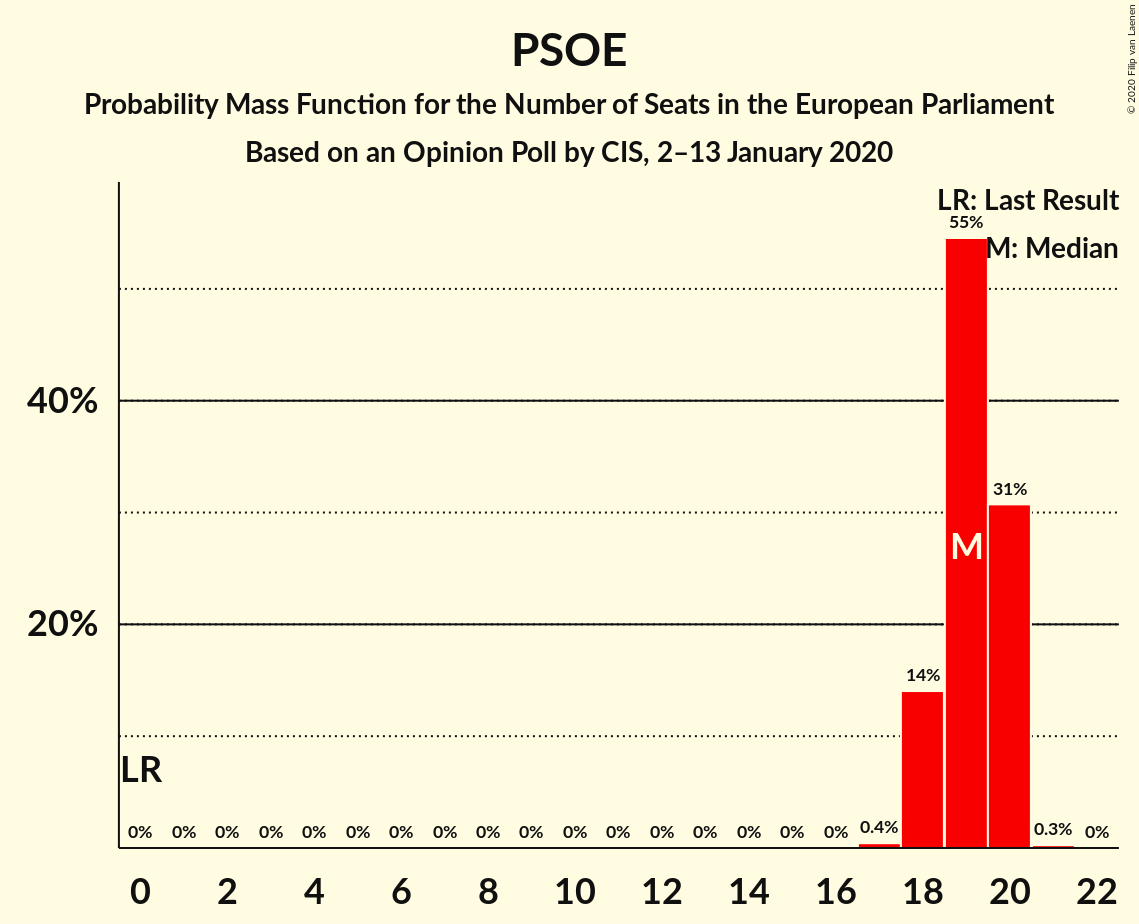 PSOE
Probability Mass Function for the Number of Seats in the European Parliament
Based on an Opinion Poll by CIS, 2–13 January 2020
© 2020 Filip van Laenen
LR: Last Result
55%
M: Median
40%
31%
M
20%
14%
LR
0% 0% 0% 0% 0% 0% 0% 0% 0% 0% 0% 0% 0% 0% 0% 0% 0% 0.4% 0.3% 0%
0 2 4 6 8 10 12 14 16 18 20 22